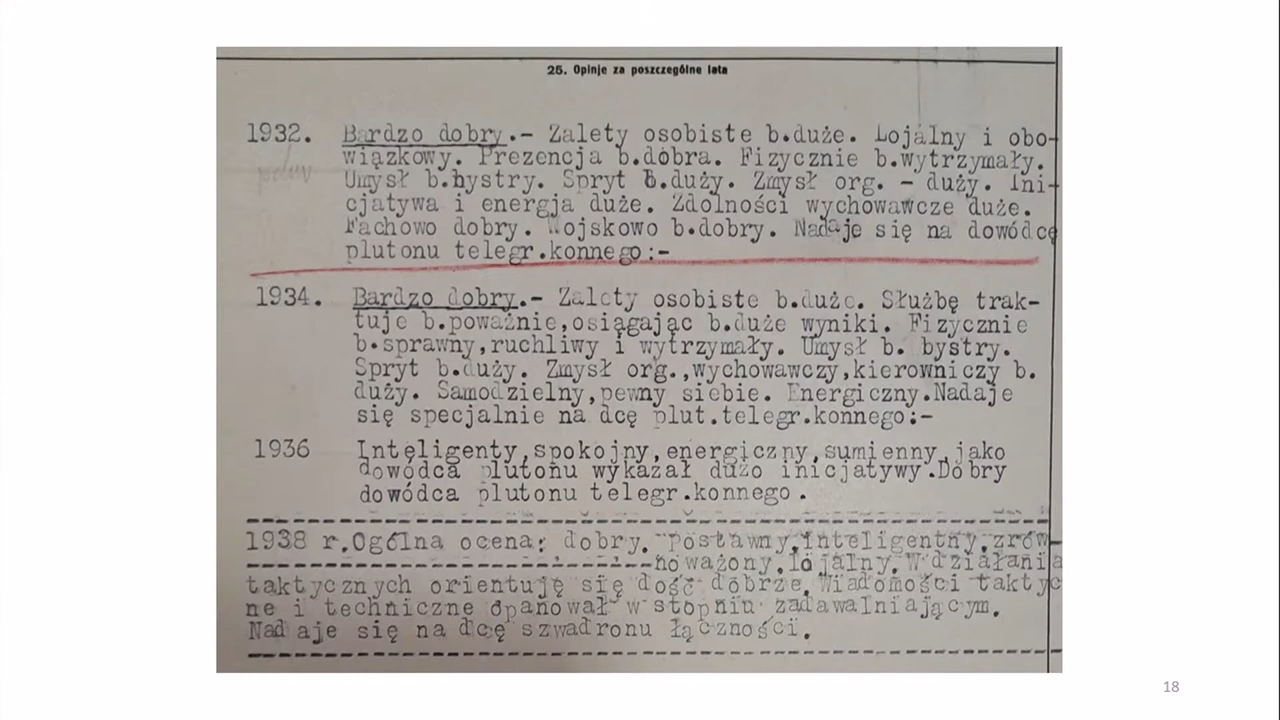 25. Opinje za poszczególne lata
1932. Bardzo dobry.- Zalety osobiste b.duże. Lojalny i obo-
wiązkowy. Prezencja b.dobra. Fizycznie b.wytrzymały.
Umysł b.bystry. Spryt b.duży. Zmysł org. - duży. Ini-
cjatywa i energja duże. Zdolności wychowawcze duże.
Fachowo dobry. Wojskowo b.dobry. Nadaje się na dowódcę
plutonu telegr.konnego:-
1934. Bardzo dobry.- Zalety osobiste b.duże. Służbę trak-
tuje b.poważnie,osiągając b.duże wyniki. Fizycznie
b.sprawny,ruchliwy i wytrzymały. Umysł b. bystry.
Spryt b.duży. Zmysł org.,wychowawczy,kierowniczy b.
duży. Samodzielny,pewny siebie. Energiczny.Nadaje
się specjalnie na dcę plut.telegr.konnego:-
1936 Inteligenty,spokojny,energiczny,sumienny,jako
dowódca plutonu wykazał dużo inicjatywy.Dobry
dowódca plutonu telegr.konnego.
1938 r.Ogólna ocena: dobry. Postawny,inteligentny,zrów-
noważony,lojalny.W działania
taktycznych orientuję się dość dobrze.Wiadomości taktyc
ne i techniczne opanował w stopniu zadawalniającym.
Nadaje się na dcę szwadronu łączności.
18